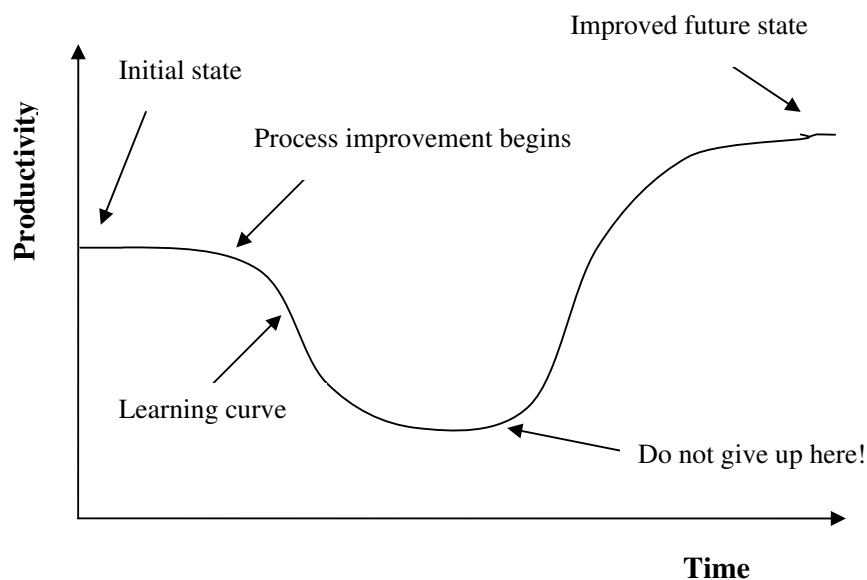 Improved future state
Initial state
Process improvement begins
Productivity
Learning curve
Do not give up here!
Time